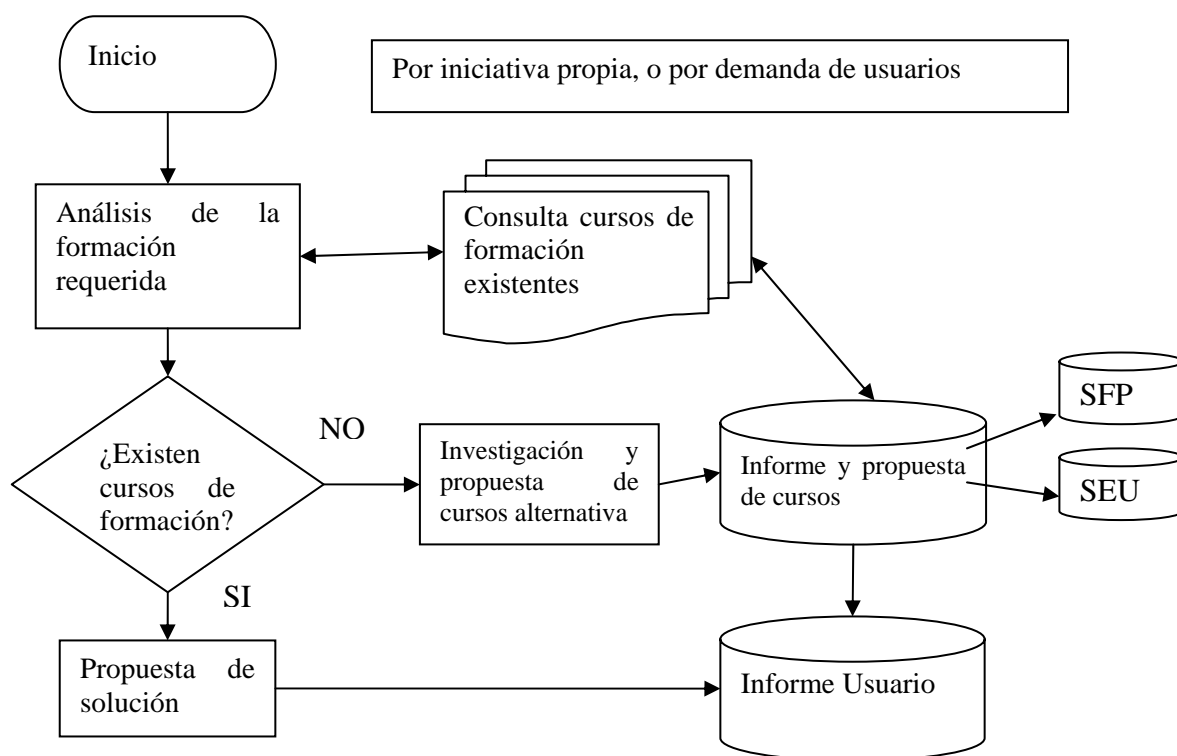 Inicio
Por iniciativa propia, o por demanda de usuarios
Análisis de la
formación
requerida
Consulta cursos de
formación
existentes
¿Existen
cursos de
formación?
NO
Investigación y
propuesta de
cursos alternativa
Informe y propuesta
de cursos
SFP
SEU
SI
Propuesta de
solución
Informe Usuario